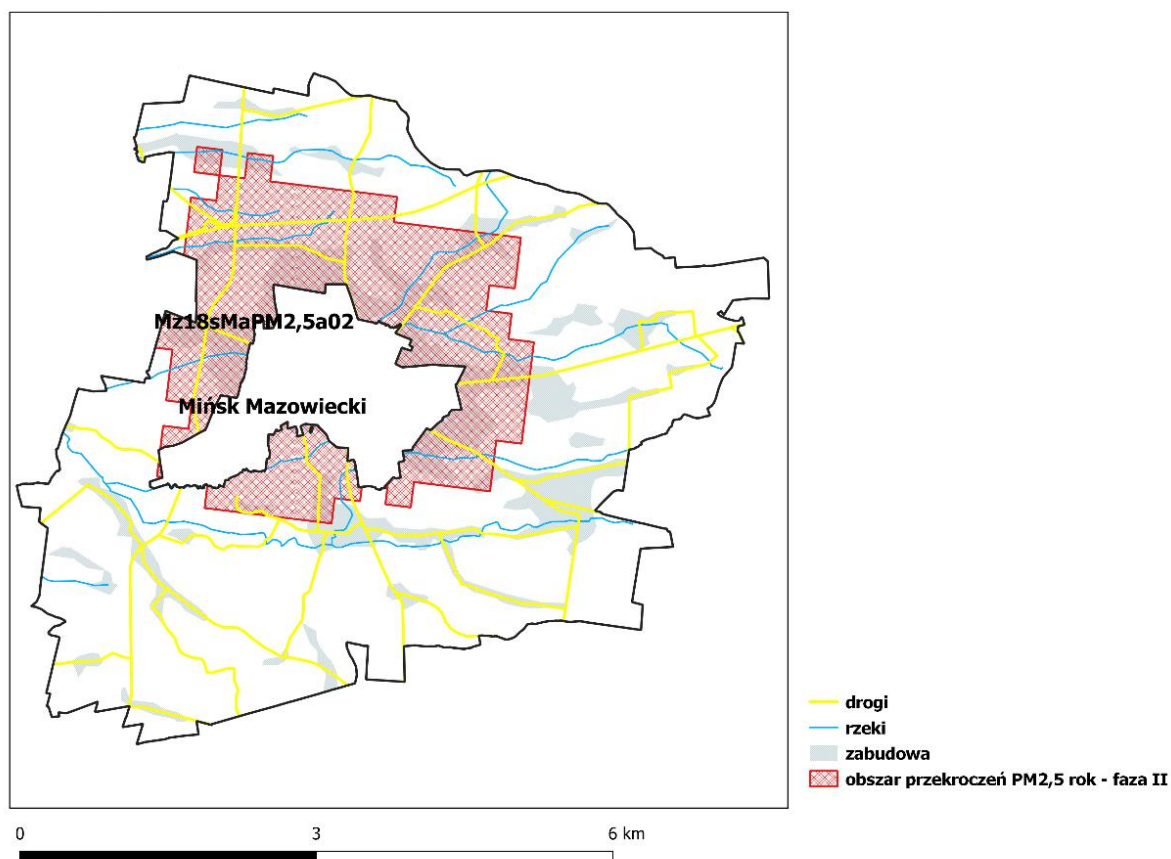 Mz18sMaPM2,5a02
Mińsk Mazowiecki
drogi
rzeki
zabudowa
obszar przekroczeń PM2,5 rok - faza II
0 3 6 km